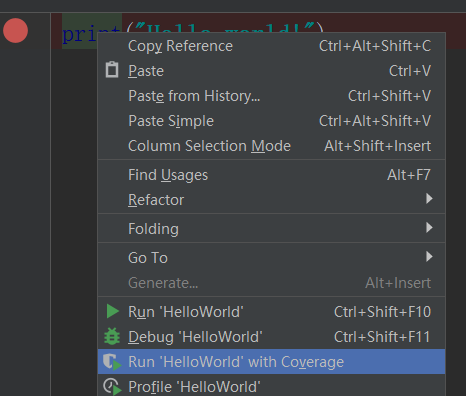 print("Hello world!")
Copy Reference Ctrl+Alt+Shift+C
Paste Ctrl+V
Paste from History... Ctrl+Shift+V
Paste Simple Ctrl+Alt+Shift+V
Column Selection Mode Alt+Shift+Insert
Find Usages Alt+F7
Refactor
Folding
Go To
Generate... Alt+Insert
Run 'HelloWorld' Ctrl+Shift+F10
Debug 'HelloWorld' Ctrl+Shift+F11
Run 'HelloWorld' with Coverage
Profile 'HelloWorld'